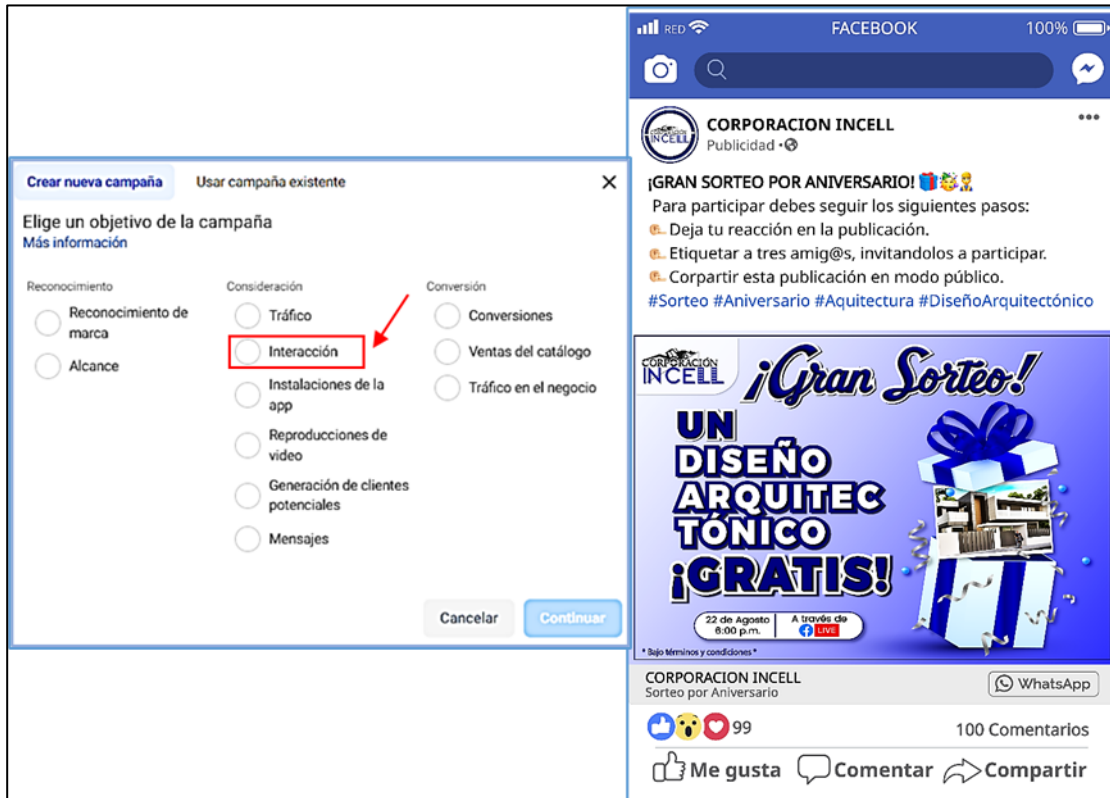 Crear nueva campaña
Usar campaña existente
Elige un objetivo de la campaña
Más información
Reconocimiento
Reconocimiento de
marca
Alcance
Consideración
Tráfico
Interacción
Instalaciones de la
app
Reproducciones de
video
Generación de clientes
potenciales
Mensajes
Conversión
Conversiones
Ventas del catálogo
Tráfico en el negocio
Cancelar
Continuar
RED
FACEBOOK
100%
INCELL
CORPORACION INCELL
Publicidad
¡GRAN SORTEO POR ANIVERSARIO!
Para participar debes seguir los siguientes pasos:
Deja tu reacción en la publicación.
Etiquetar a tres amig@s, invitandolos a participar.
Corpartir esta publicación en modo público.
#Sorteo #Aniversario #Aquitectura #DiseñoArquitectónico
CORPORACIÓN
INCELL
¡Gran Sorteo!
UN
DISEÑO
ARQUITEC
TÓNICO
¡GRATIS!
22 de Agosto
6:00 p.m.
A través de
LIVE
* Bajo términos y condiciones *
CORPORACION INCELL
Sorteo por Aniversario
WhatsApp
99
100 Comentarios
Me gusta
Comentar
Compartir